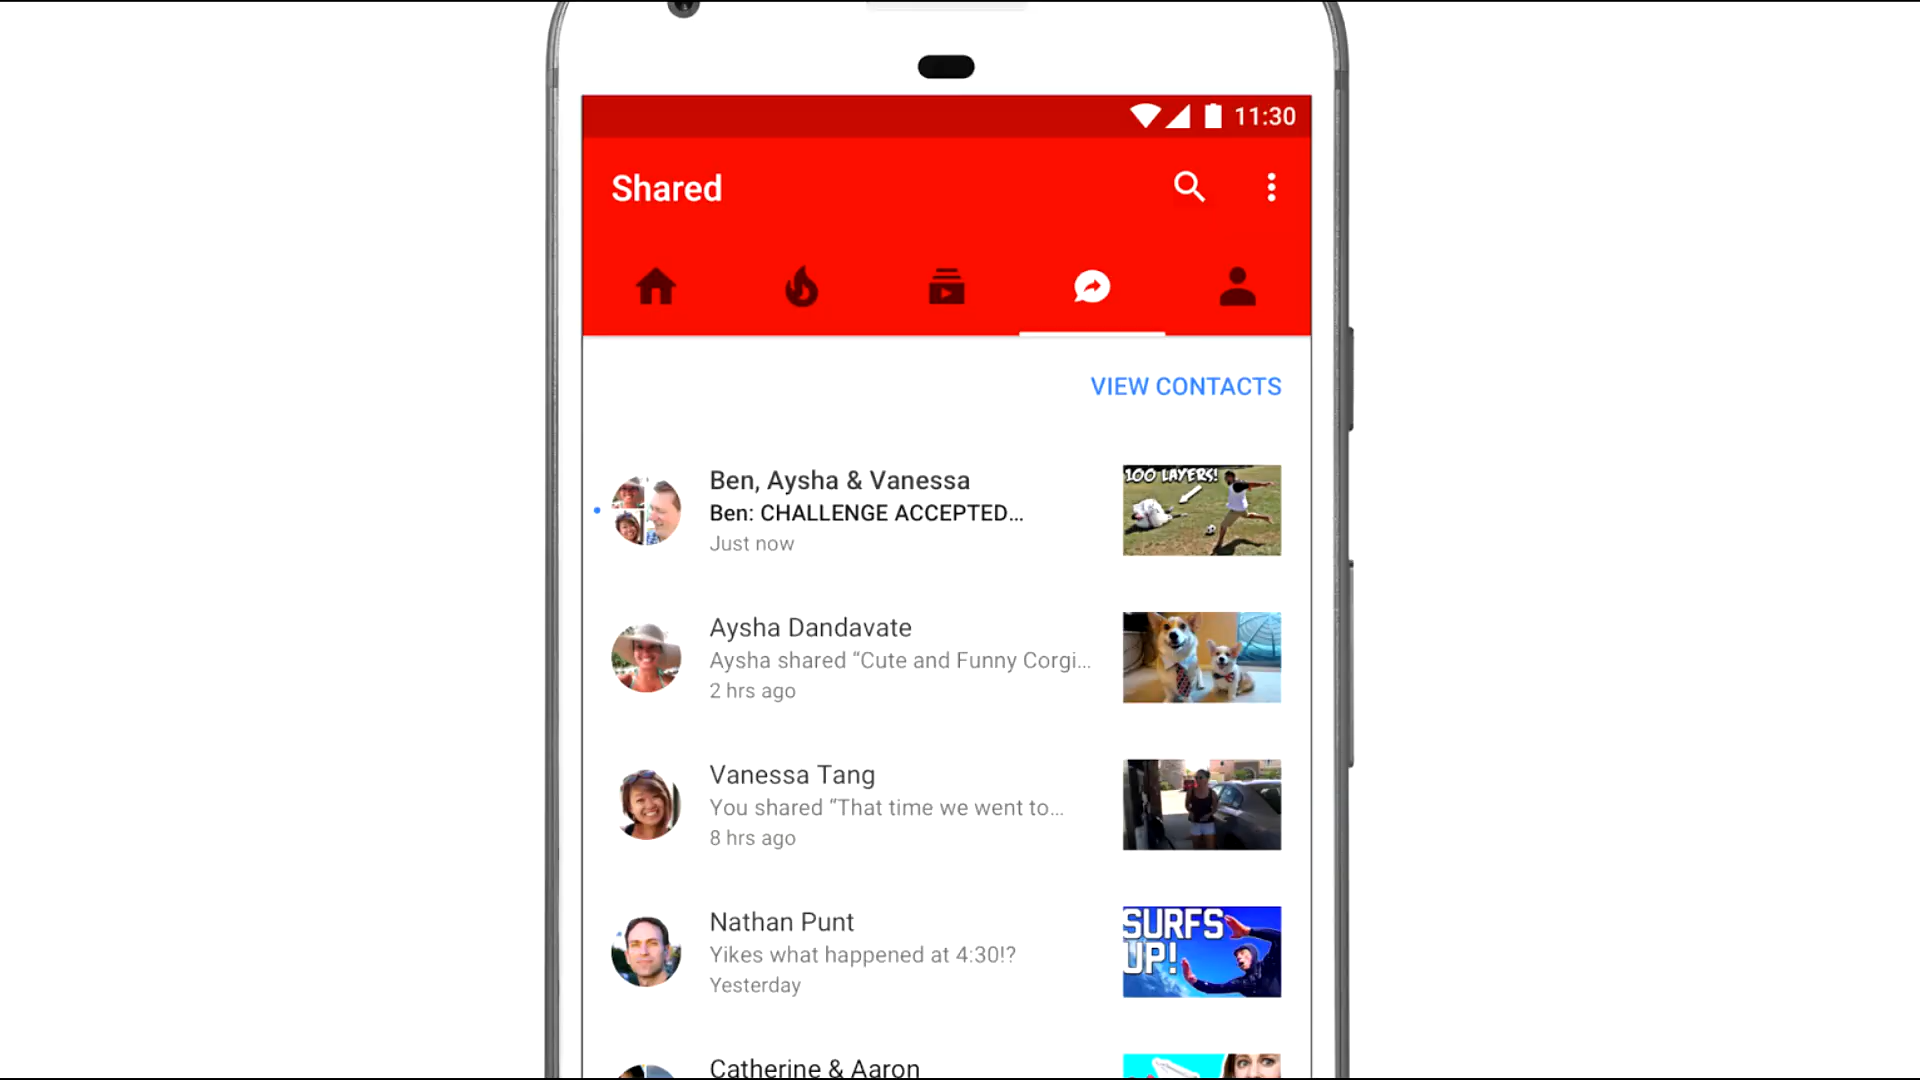 11:30
Shared
VIEW CONTACTS
Ben, Aysha & Vanessa
Ben: CHALLENGE ACCEPTED...
Just now
100 LAYERS!
Aysha Dandavate
Aysha shared “Cute and Funny Corgi...
2 hrs ago
Vanessa Tang
You shared “That time we went to...
8 hrs ago
Nathan Punt
Yikes what happened at 4:30!?
Yesterday
SURFS
UP!
Catherine & Aaron